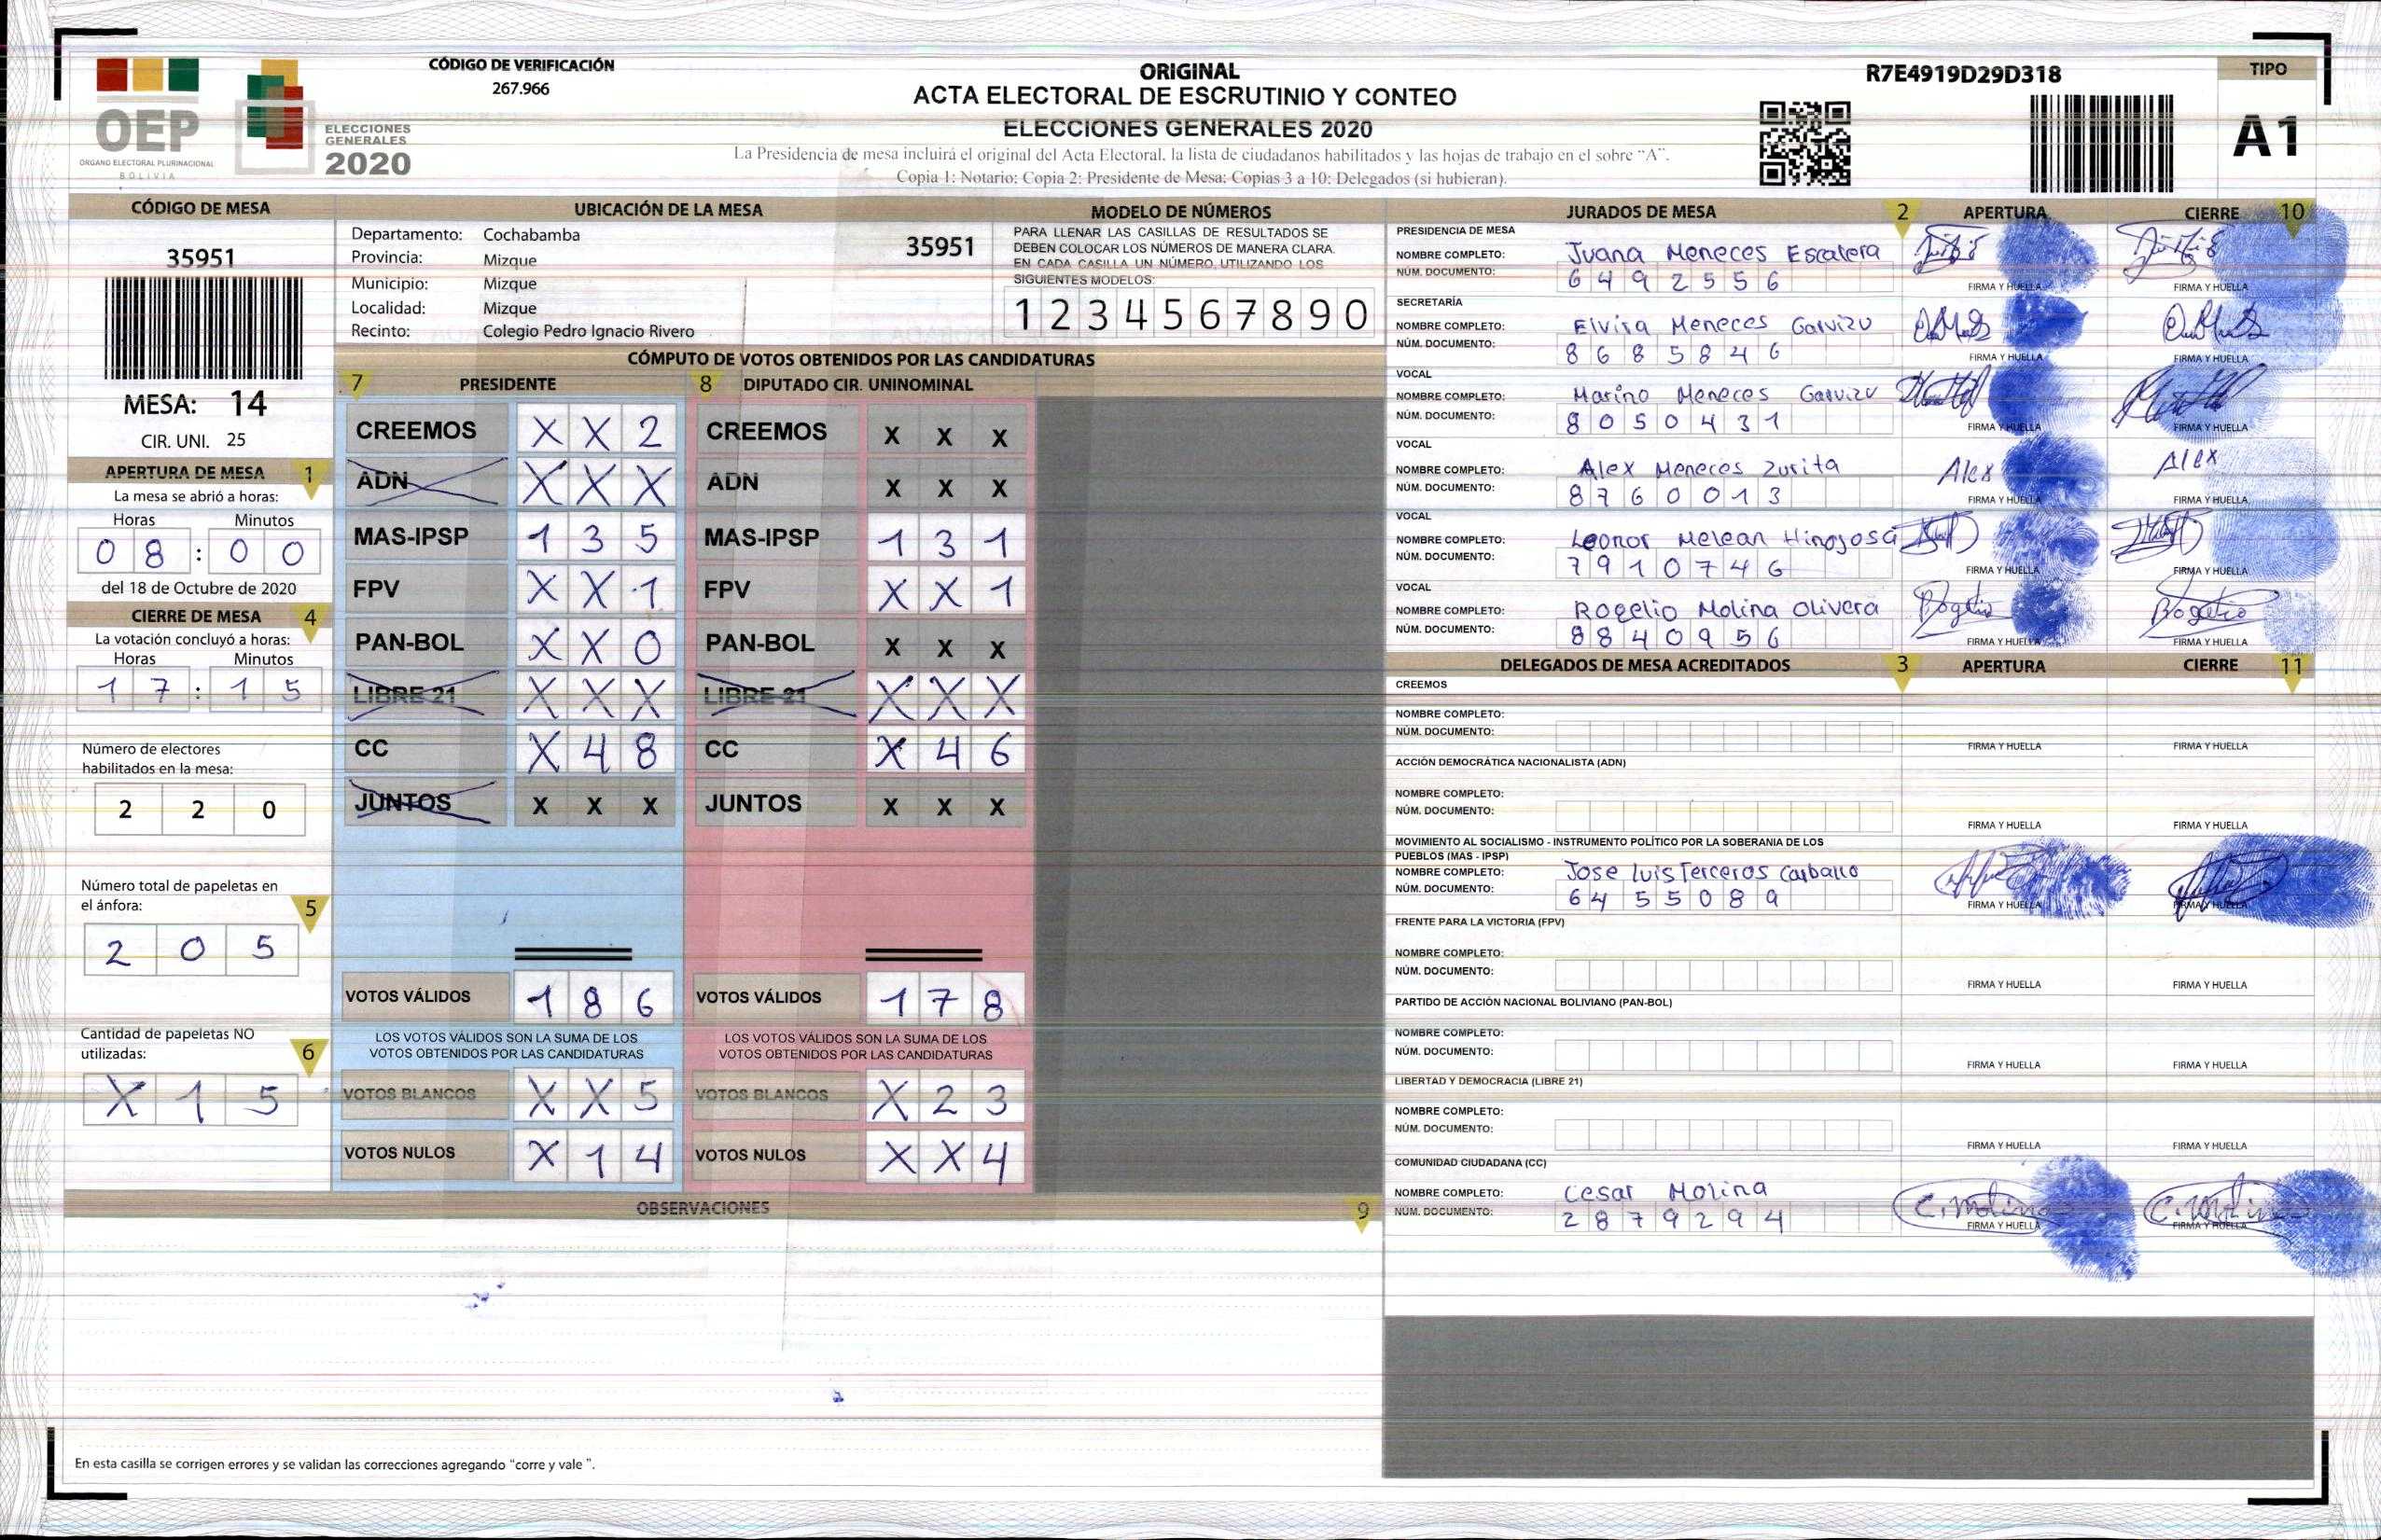 CÓDIGO DE VERIFICACIÓN
267.966
ORIGINAL
ACTA ELECTORAL DE ESCRUTINIO Y CONTEO
ELECCIONES GENERALES 2020
La Presidencia de mesa incluirá el original del Acta Electoral, la lista de ciudadanos habilitados y las hojas de trabajo en el sobre "A".
Copia 1: Notario; Copia 2: Presidente de Mesa; Copias 3 a 10: Delegados (si hubieran).
R7E4919D29D318
TIPO
A1
OEP
ÓRGANO ELECTORAL PLURINACIONAL
BOLIVIA
ELECCIONES
GENERALES
2020
CÓDIGO DE MESA
35951
MESA: 14
CIR. UNI. 25
APERTURA DE MESA 1
La mesa se abrió a horas:
Horas Minutos
0 8 : 0 0
del 18 de Octubre de 2020
CIERRE DE MESA 4
La votación concluyó a horas:
Horas Minutos
1 7 : 1 5
Número de electores
habilitados en la mesa:
2 2 0
Número total de papeletas en
el ánfora: 5
2 0 5
Cantidad de papeletas NO
utilizadas: 6
X 1 5
UBICACIÓN DE LA MESA
Departamento: Cochabamba
Provincia: Mizque
Municipio: Mizque
Localidad: Mizque
Recinto: Colegio Pedro Ignacio Rivero
35951
MODELO DE NÚMEROS
PARA LLENAR LAS CASILLAS DE RESULTADOS SE
DEBEN COLOCAR LOS NÚMEROS DE MANERA CLARA.
EN CADA CASILLA UN NÚMERO, UTILIZANDO LOS
SIGUIENTES MODELOS:
1 2 3 4 5 6 7 8 9 0
CÓMPUTO DE VOTOS OBTENIDOS POR LAS CANDIDATURAS
7 PRESIDENTE 8 DIPUTADO CIR. UNINOMINAL
CREEMOS X X 2 CREEMOS X X X
ADN X X X ADN X X X
MAS-IPSP 1 3 5 MAS-IPSP 1 3 1
FPV X X 1 FPV X X 1
PAN-BOL X X 0 PAN-BOL X X X
LIBRE 21 X X X LIBRE 21 X X X
CC X 4 8 CC X 4 6
JUNTOS X X X JUNTOS X X X
VOTOS VÁLIDOS 1 8 6 VOTOS VÁLIDOS 1 7 8
LOS VOTOS VÁLIDOS SON LA SUMA DE LOS LOS VOTOS VÁLIDOS SON LA SUMA DE LOS
VOTOS OBTENIDOS POR LAS CANDIDATURAS VOTOS OBTENIDOS POR LAS CANDIDATURAS
VOTOS BLANCOS X X 5 VOTOS BLANCOS X 2 3
VOTOS NULOS X 1 4 VOTOS NULOS X X 4
OBSERVACIONES 9
En esta casilla se corrigen errores y se validan las correcciones agregando "corre y vale ".
JURADOS DE MESA 2 APERTURA CIERRE 10
PRESIDENCIA DE MESA
NOMBRE COMPLETO: Juana Meneces Escalera
NÚM. DOCUMENTO: 6 4 9 2 5 5 6
FIRMA Y HUELLA FIRMA Y HUELLA
SECRETARÍA
NOMBRE COMPLETO: Elvira Meneces Garvizu
NÚM. DOCUMENTO: 8 6 8 5 8 4 6
FIRMA Y HUELLA FIRMA Y HUELLA
VOCAL
NOMBRE COMPLETO: Marino Meneces Garvizu
NÚM. DOCUMENTO: 8 0 5 0 4 3 1
FIRMA Y HUELLA FIRMA Y HUELLA
VOCAL
NOMBRE COMPLETO: Alex Meneces Zurita Alex Alex
NÚM. DOCUMENTO: 8 7 6 0 0 1 3
FIRMA Y HUELLA FIRMA Y HUELLA
VOCAL
NOMBRE COMPLETO: Leonor Melean Hinojosa
NÚM. DOCUMENTO: 7 9 1 0 7 4 6
FIRMA Y HUELLA FIRMA Y HUELLA
VOCAL
NOMBRE COMPLETO: Rogelio Molina Olivera Rogelio Rogelio
NÚM. DOCUMENTO: 8 8 4 0 9 5 6
FIRMA Y HUELLA FIRMA Y HUELLA
DELEGADOS DE MESA ACREDITADOS 3 APERTURA CIERRE 11
CREEMOS
NOMBRE COMPLETO:
NÚM. DOCUMENTO:
FIRMA Y HUELLA FIRMA Y HUELLA
ACCIÓN DEMOCRÁTICA NACIONALISTA (ADN)
NOMBRE COMPLETO:
NÚM. DOCUMENTO:
FIRMA Y HUELLA FIRMA Y HUELLA
MOVIMIENTO AL SOCIALISMO - INSTRUMENTO POLÍTICO POR LA SOBERANIA DE LOS
PUEBLOS (MAS - IPSP)
NOMBRE COMPLETO: Jose Luis Terceros Carballo
NÚM. DOCUMENTO: 6 4 5 5 0 8 9
FIRMA Y HUELLA FIRMA Y HUELLA
FRENTE PARA LA VICTORIA (FPV)
NOMBRE COMPLETO:
NÚM. DOCUMENTO:
FIRMA Y HUELLA FIRMA Y HUELLA
PARTIDO DE ACCIÓN NACIONAL BOLIVIANO (PAN-BOL)
NOMBRE COMPLETO:
NÚM. DOCUMENTO:
FIRMA Y HUELLA FIRMA Y HUELLA
LIBERTAD Y DEMOCRACIA (LIBRE 21)
NOMBRE COMPLETO:
NÚM. DOCUMENTO:
FIRMA Y HUELLA FIRMA Y HUELLA
COMUNIDAD CIUDADANA (CC)
NOMBRE COMPLETO: Cesar Molina C. Molina C. Molina
NÚM. DOCUMENTO: 2 8 7 9 2 9 4
FIRMA Y HUELLA FIRMA Y HUELLA